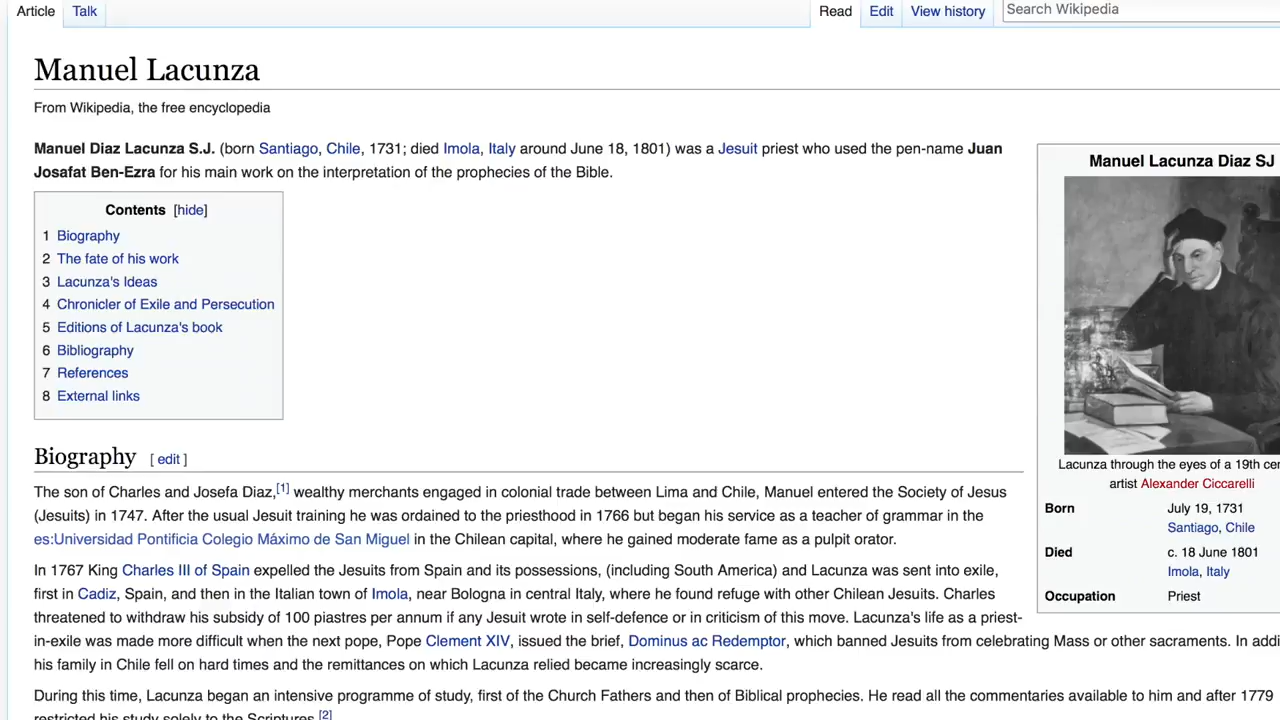 Article
Talk
Read
Edit
View history
Search Wikipedia
Manuel Lacunza
From Wikipedia, the free encyclopedia
Manuel Diaz Lacunza S.J. (born Santiago, Chile, 1731; died Imola, Italy around June 18, 1801) was a Jesuit priest who used the pen-name Juan
Josafat Ben-Ezra for his main work on the interpretation of the prophecies of the Bible.
Contents [hide]
1 Biography
2 The fate of his work
3 Lacunza's Ideas
4 Chronicler of Exile and Persecution
5 Editions of Lacunza's book
6 Bibliography
7 References
8 External links
Manuel Lacunza Diaz SJ
Lacunza through the eyes of a 19th
artist Alexander Ciccarelli
Born July 19, 1731
Santiago, Chile
Died c. 18 June 1801
Imola, Italy
Occupation Priest
Biography [ edit ]
The son of Charles and Josefa Diaz,[1] wealthy merchants engaged in colonial trade between Lima and Chile, Manuel entered the Society of Jesus
(Jesuits) in 1747. After the usual Jesuit training he was ordained to the priesthood in 1766 but began his service as a teacher of grammar in the
es:Universidad Pontificia Colegio Máximo de San Miguel in the Chilean capital, where he gained moderate fame as a pulpit orator.
In 1767 King Charles III of Spain expelled the Jesuits from Spain and its possessions, (including South America) and Lacunza was sent into exile,
first in Cadiz, Spain, and then in the Italian town of Imola, near Bologna in central Italy, where he found refuge with other Chilean Jesuits. Charles
threatened to withdraw his subsidy of 100 piastres per annum if any Jesuit wrote in self-defence or in criticism of this move. Lacunza's life as a priest-
in-exile was made more difficult when the next pope, Pope Clement XIV, issued the brief, Dominus ac Redemptor, which banned Jesuits from celebrating Mass or other sacraments. In
his family in Chile fell on hard times and the remittances on which Lacunza relied became increasingly scarce.
During this time, Lacunza began an intensive programme of study, first of the Church Fathers and then of Biblical prophecies. He read all the commentaries available to him and after 1779
restricted his study solely to the Scriptures.[2]